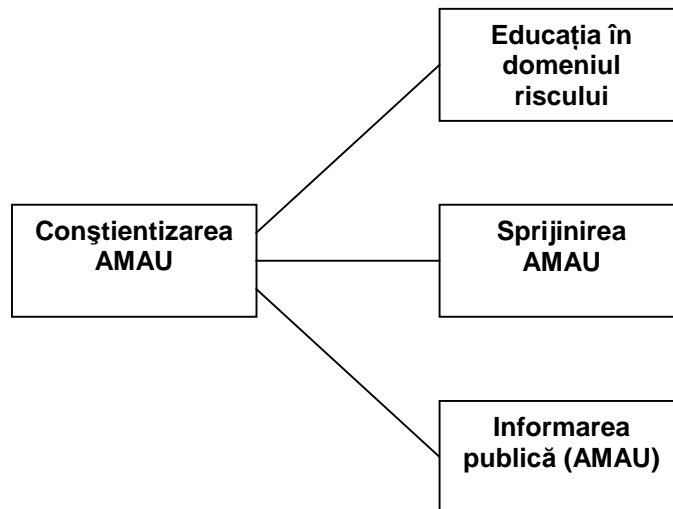 Educația în
domeniul
riscului
Conştientizarea
AMAU
Sprijinirea
AMAU
Informarea
publică (AMAU)